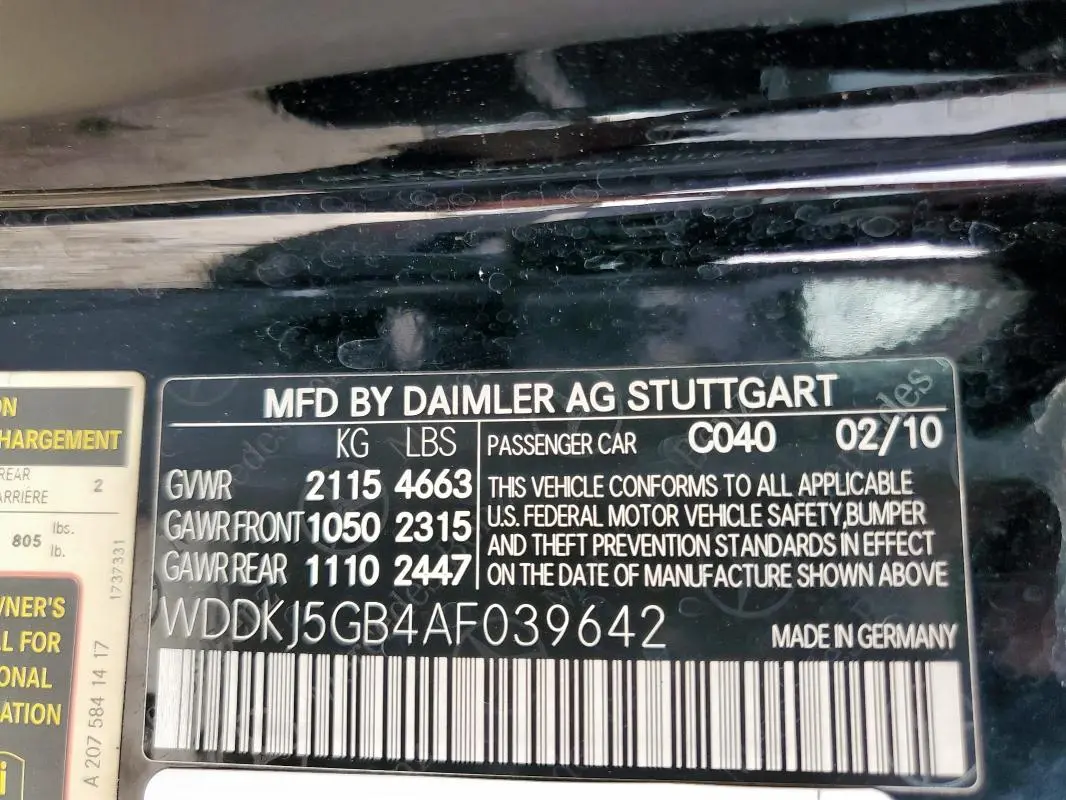 MFD BY DAIMLER AG STUTTGART
KG LBS
GVWR 2115 4663
GAWR FRONT 1050 2315
GAWR REAR 1110 2447
PASSENGER CAR C040 02/10
THIS VEHICLE CONFORMS TO ALL APPLICABLE
U.S. FEDERAL MOTOR VEHICLE SAFETY,BUMPER
AND THEFT PREVENTION STANDARDS IN EFFECT
ON THE DATE OF MANUFACTURE SHOWN ABOVE
WDDKJ5GB4AF039642
MADE IN GERMANY
ON
HARGEMENT
REAR
ARRIÈRE 2
805 lbs.
lb.
1737331
WNER'S
L FOR
ONAL
ATION
A 207 584 14 17
i